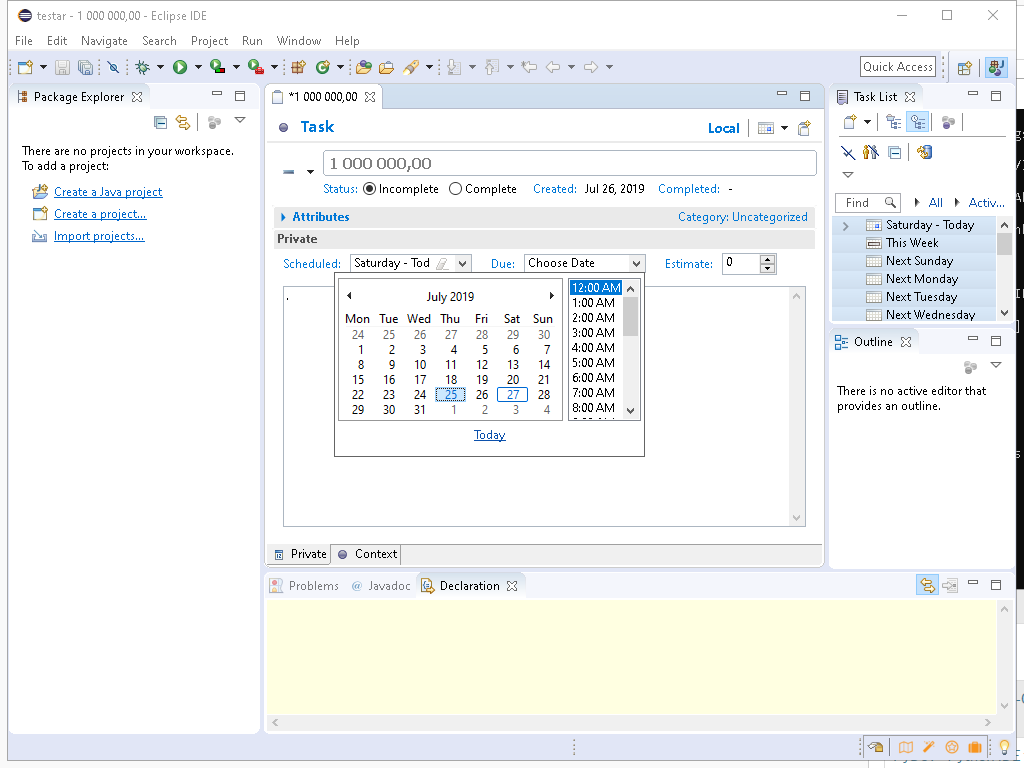 testar - 1 000 000,00 - Eclipse IDE
File Edit Navigate Search Project Run Window Help
Quick Access
Package Explorer
There are no projects in your workspace.
To add a project:
Create a Java project
Create a project...
Import projects...
*1 000 000,00
Task
Local
1 000 000,00
Status: Incomplete Complete Created: Jul 26, 2019 Completed: -
Attributes Category: Uncategorized
Private
Scheduled: Saturday - Tod Due: Choose Date Estimate: 0
.
July 2019
Mon Tue Wed Thu Fri Sat Sun
24 25 26 27 28 29 30
1 2 3 4 5 6 7
8 9 10 11 12 13 14
15 16 17 18 19 20 21
22 23 24 25 26 27 28
29 30 31 1 2 3 4
Today
12:00 AM
1:00 AM
2:00 AM
3:00 AM
4:00 AM
5:00 AM
6:00 AM
7:00 AM
8:00 AM
Private Context
Task List
Find All Activ...
Saturday - Today
This Week
Next Sunday
Next Monday
Next Tuesday
Next Wednesday
Outline
There is no active editor that
provides an outline.
Problems Javadoc Declaration